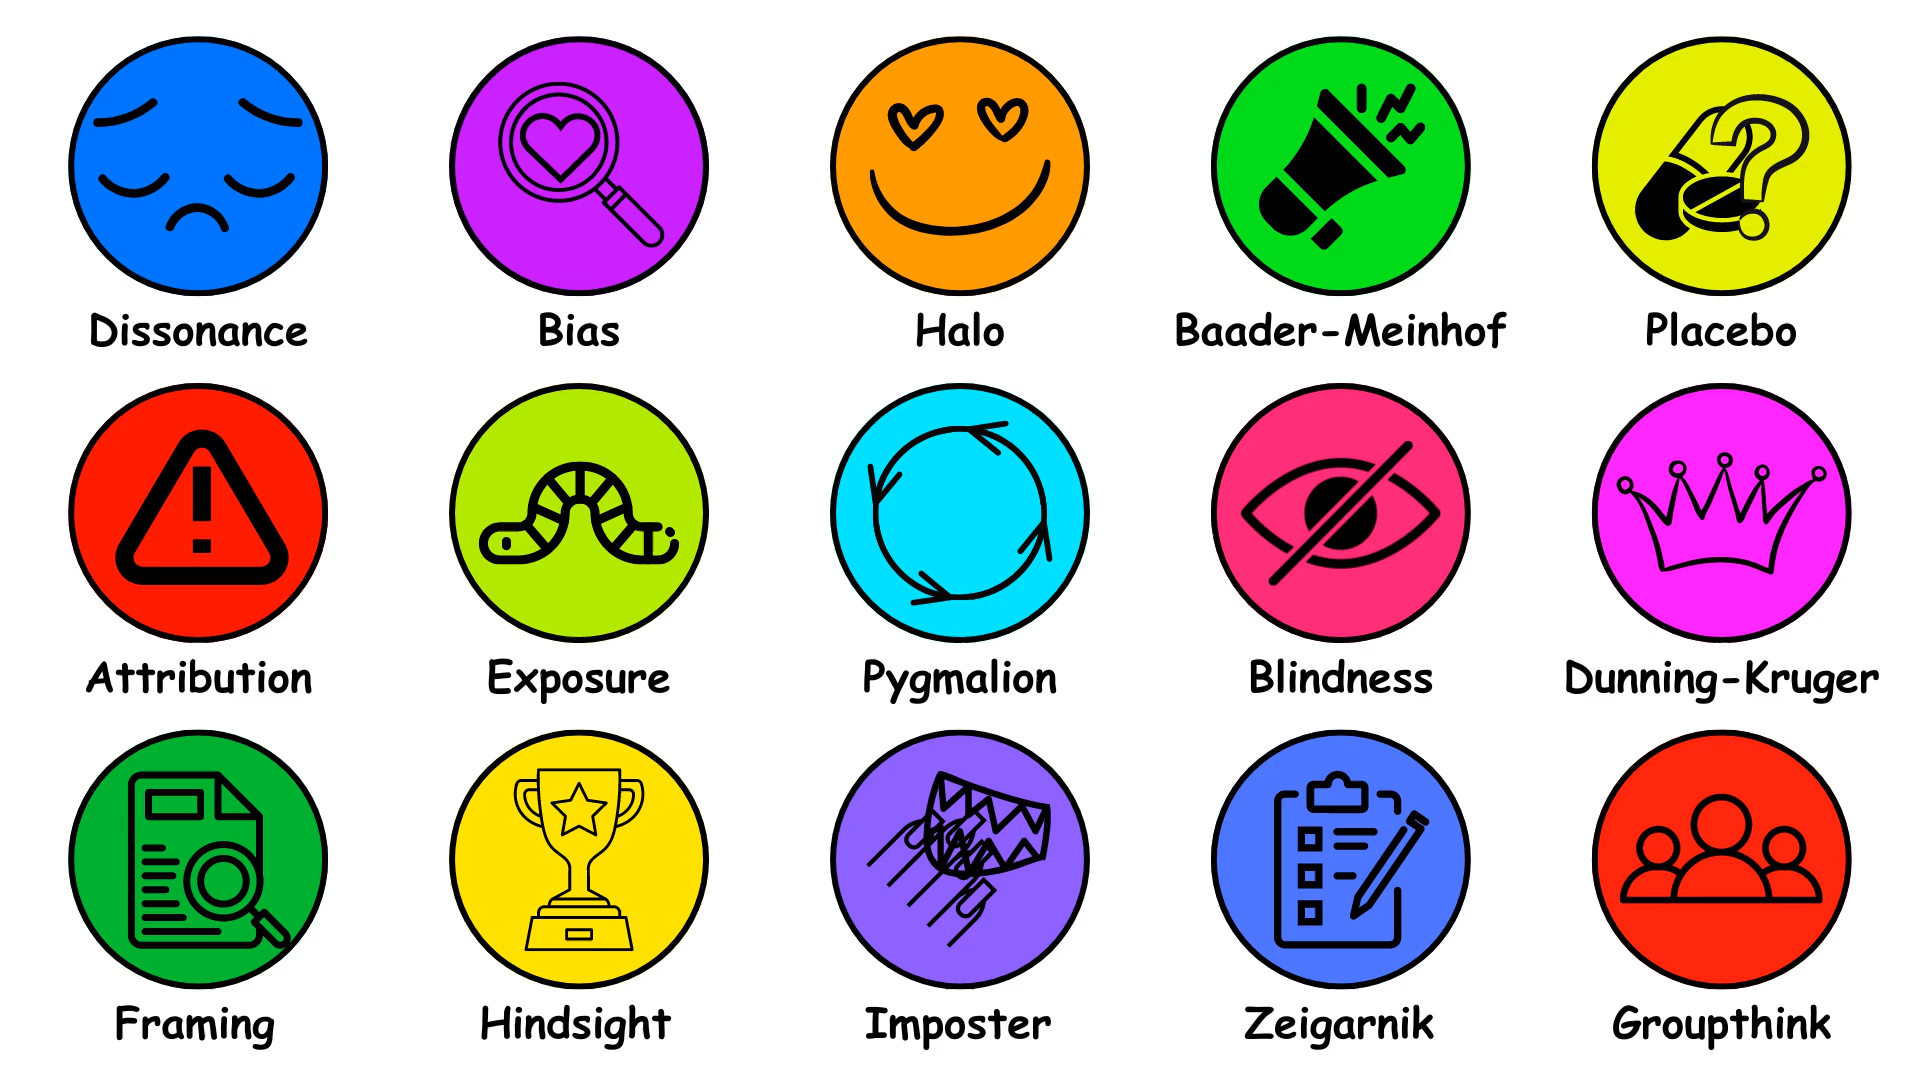 Dissonance
Bias
Halo
Baader-Meinhof
Placebo
Attribution
Exposure
Pygmalion
Blindness
Dunning-Kruger
Framing
Hindsight
Imposter
Zeigarnik
Groupthink